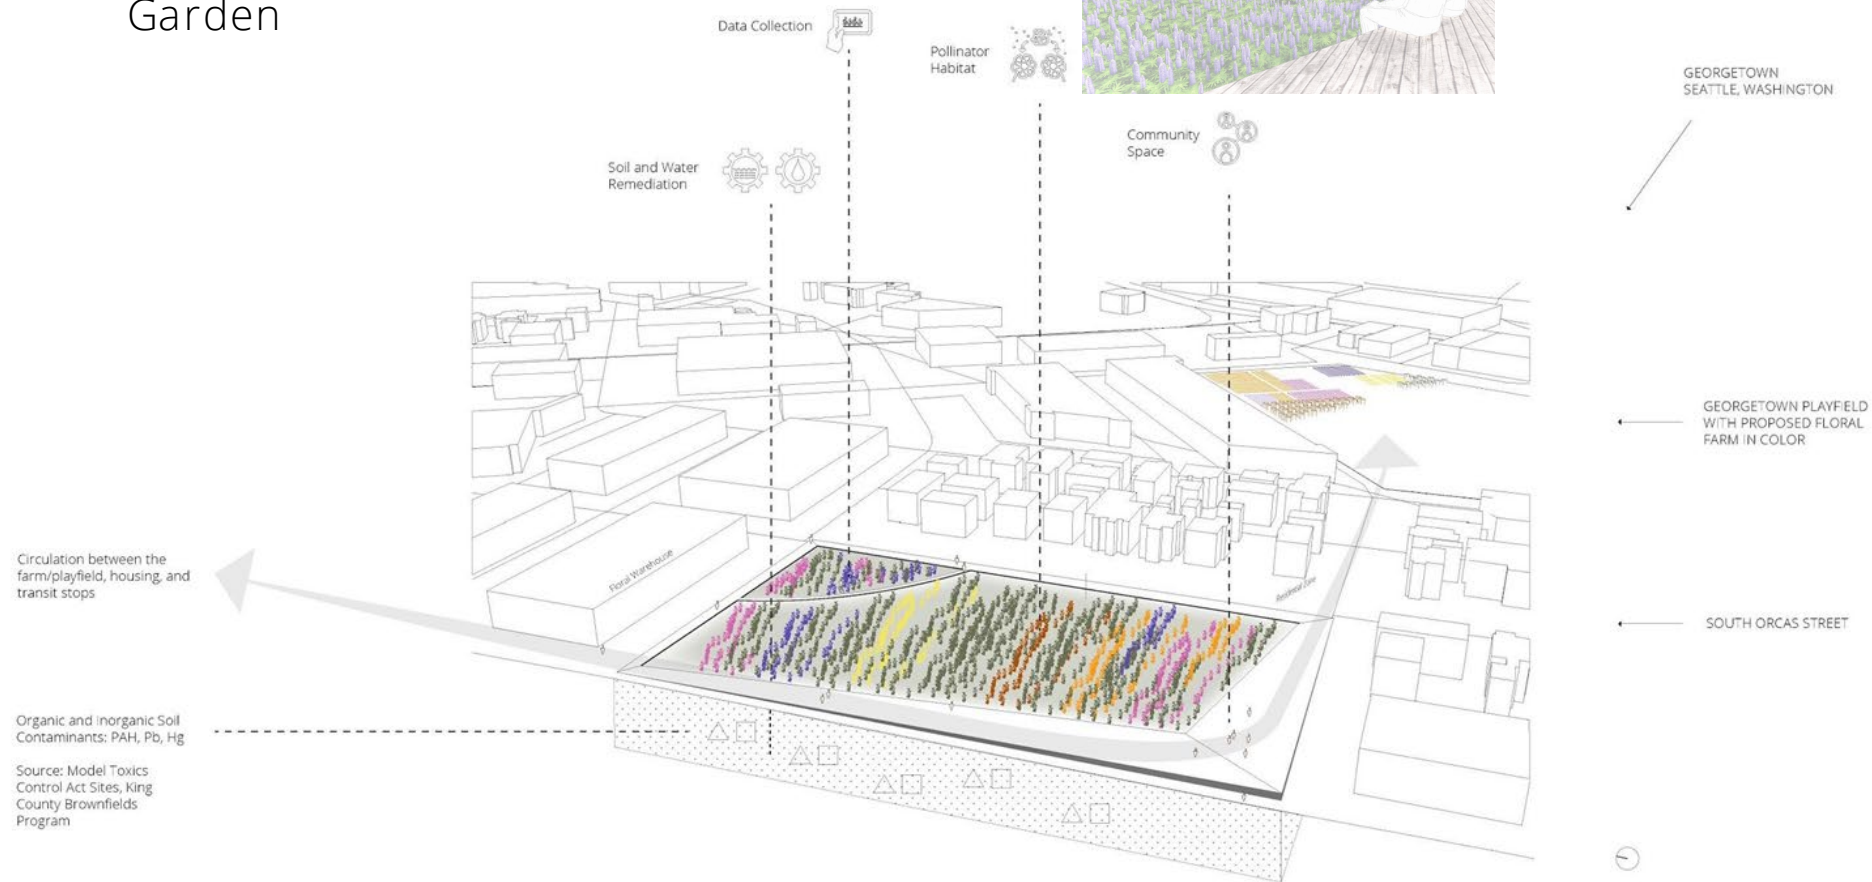 Garden
Data Collection
Pollinator
Habitat
GEORGETOWN
SEATTLE, WASHINGTON
Community
Space
Soil and Water
Remediation
GEORGETOWN PLAYFIELD
WITH PROPOSED FLORAL
FARM IN COLOR
Circulation between the
farm/playfield, housing, and
transit stops
Floral Warehouse
Residential Zone
SOUTH ORCAS STREET
Organic and Inorganic Soil
Contaminants: PAH, Pb, Hg
Source: Model Toxics
Control Act Sites, King
County Brownfields
Program